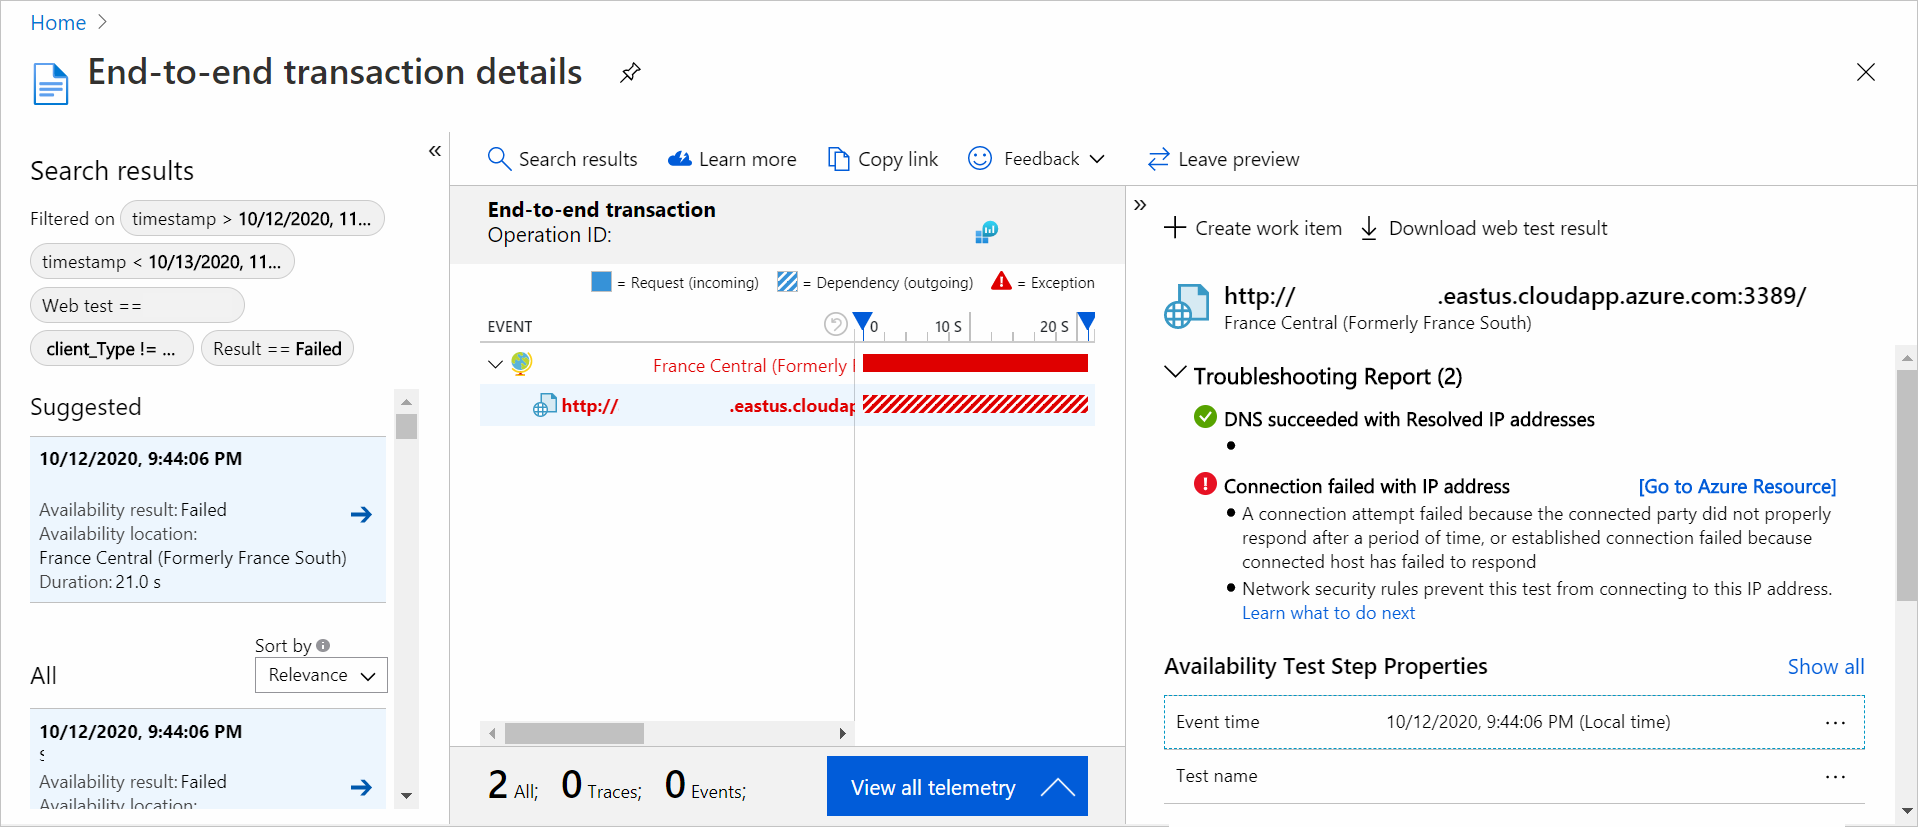 Home
End-to-end transaction details
Search results
Filtered on timestamp > 10/12/2020, 11...
timestamp < 10/13/2020, 11...
Web test ==
client_Type != ...
Result == Failed
Suggested
10/12/2020, 9:44:06 PM
Availability result: Failed
Availability location:
France Central (Formerly France South)
Duration: 21.0 s
Sort by
All
Relevance
10/12/2020, 9:44:06 PM
Availability result: Failed
Availability location:
Search results
Learn more
Copy link
Feedback
Leave preview
End-to-end transaction
Operation ID:
= Request (incoming)
= Dependency (outgoing)
= Exception
EVENT
0
10 S
20 S
France Central (Formerly
http:// .eastus.cloudap
2 All; 0 Traces; 0 Events;
View all telemetry
Create work item
Download web test result
http:// .eastus.cloudapp.azure.com:3389/
France Central (Formerly France South)
Troubleshooting Report (2)
DNS succeeded with Resolved IP addresses
Connection failed with IP address
[Go to Azure Resource]
A connection attempt failed because the connected party did not properly
respond after a period of time, or established connection failed because
connected host has failed to respond
Network security rules prevent this test from connecting to this IP address.
Learn what to do next
Availability Test Step Properties
Show all
Event time
10/12/2020, 9:44:06 PM (Local time)
...
Test name
...